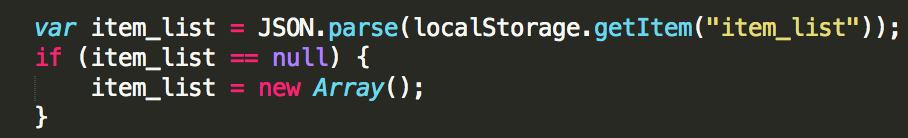 var item_list = JSON.parse(localStorage.getItem("item_list"));
if (item_list == null) {
    item_list = new Array();
}